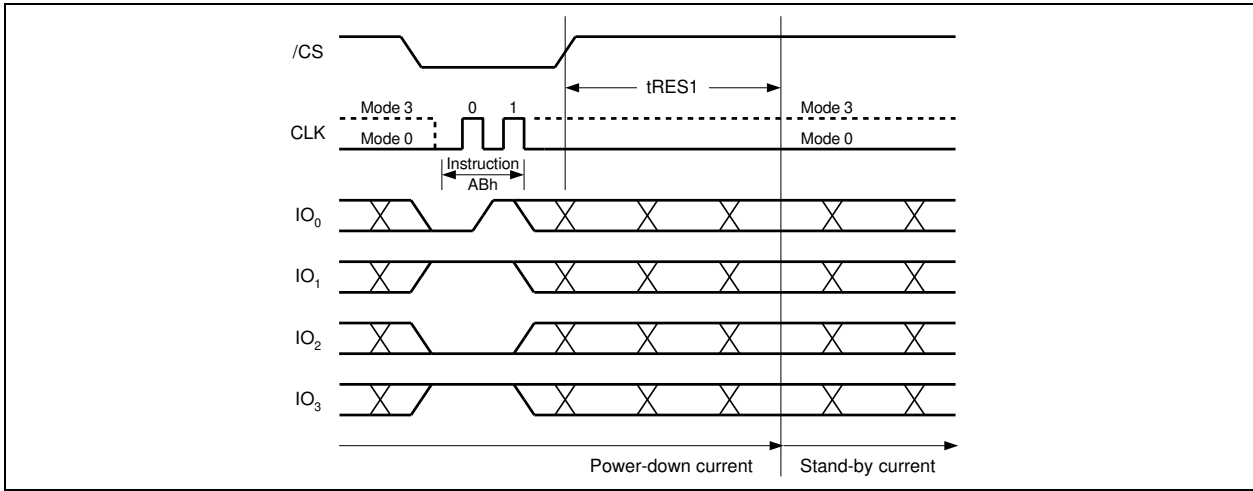 /CS
tRES1
Mode 3 0 1 Mode 3
CLK
Mode 0 Mode 0
Instruction
ABh
IO0
IO1
IO2
IO3
Power-down current Stand-by current